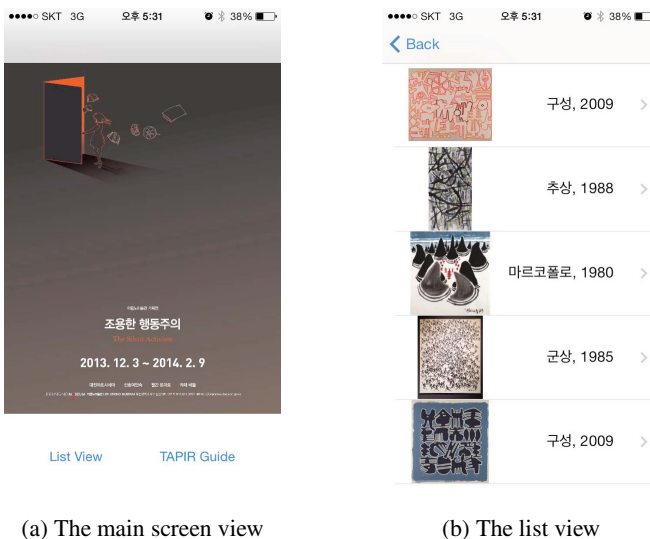 SKT 3G 오후 5:31 38%
조용한 행동주의
The Silent Activism
2013. 12. 3 ~ 2014. 2. 9
List View TAPIR Guide
(a) The main screen view
SKT 3G 오후 5:31 38%
Back
구성, 2009
추상, 1988
마르코폴로, 1980
군상, 1985
구성, 2009
(b) The list view